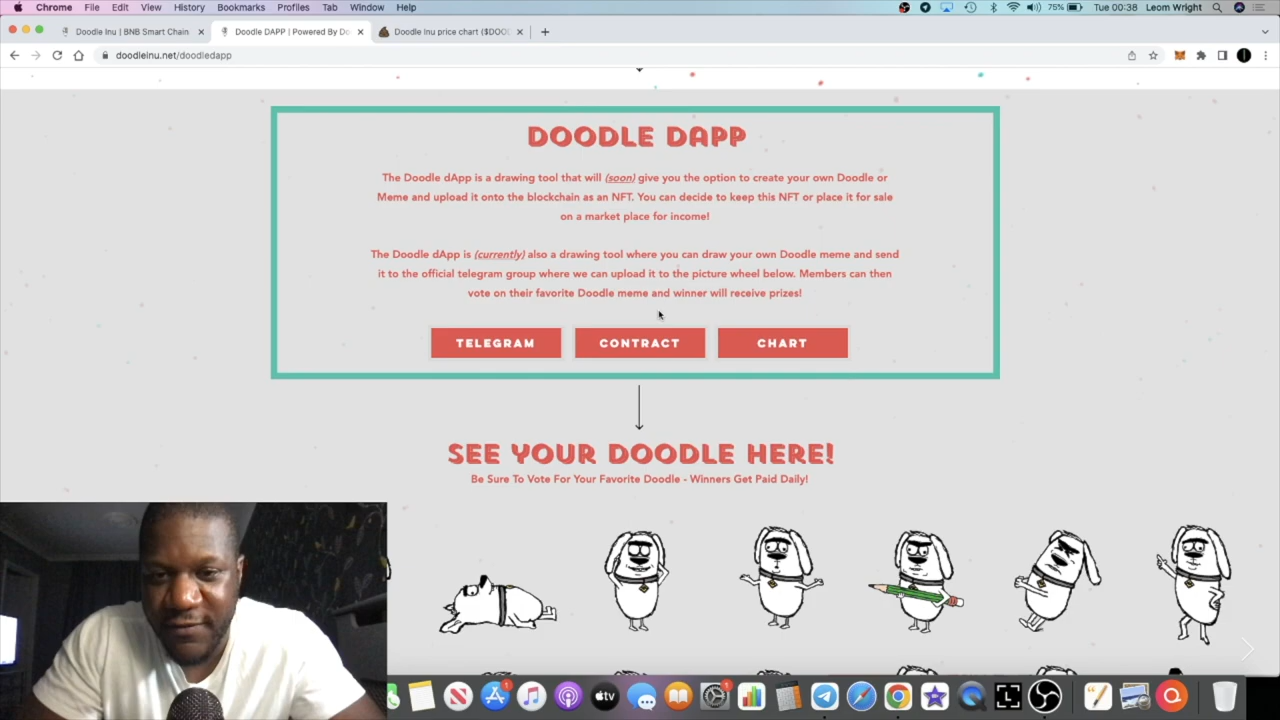 Chrome File Edit View History Bookmarks Profiles Tab Window Help 75% Tue 00:38 Leom Wright
Doodle Inu | BNB Smart Chain Doodle DAPP | Powered By Do Doodle Inu price chart ($DOO
doodleinu.net/doodledapp
DOODLE DAPP
The Doodle dApp is a drawing tool that will (soon) give you the option to create your own Doodle or
Meme and upload it onto the blockchain as an NFT. You can decide to keep this NFT or place it for sale
on a market place for income!
The Doodle dApp is (currently) also a drawing tool where you can draw your own Doodle meme and send
it to the official telegram group where we can upload it to the picture wheel below. Members can then
vote on their favorite Doodle meme and winner will receive prizes!
TELEGRAM CONTRACT CHART
SEE YOUR DOODLE HERE!
Be Sure To Vote For Your Favorite Doodle - Winners Get Paid Daily!
tv